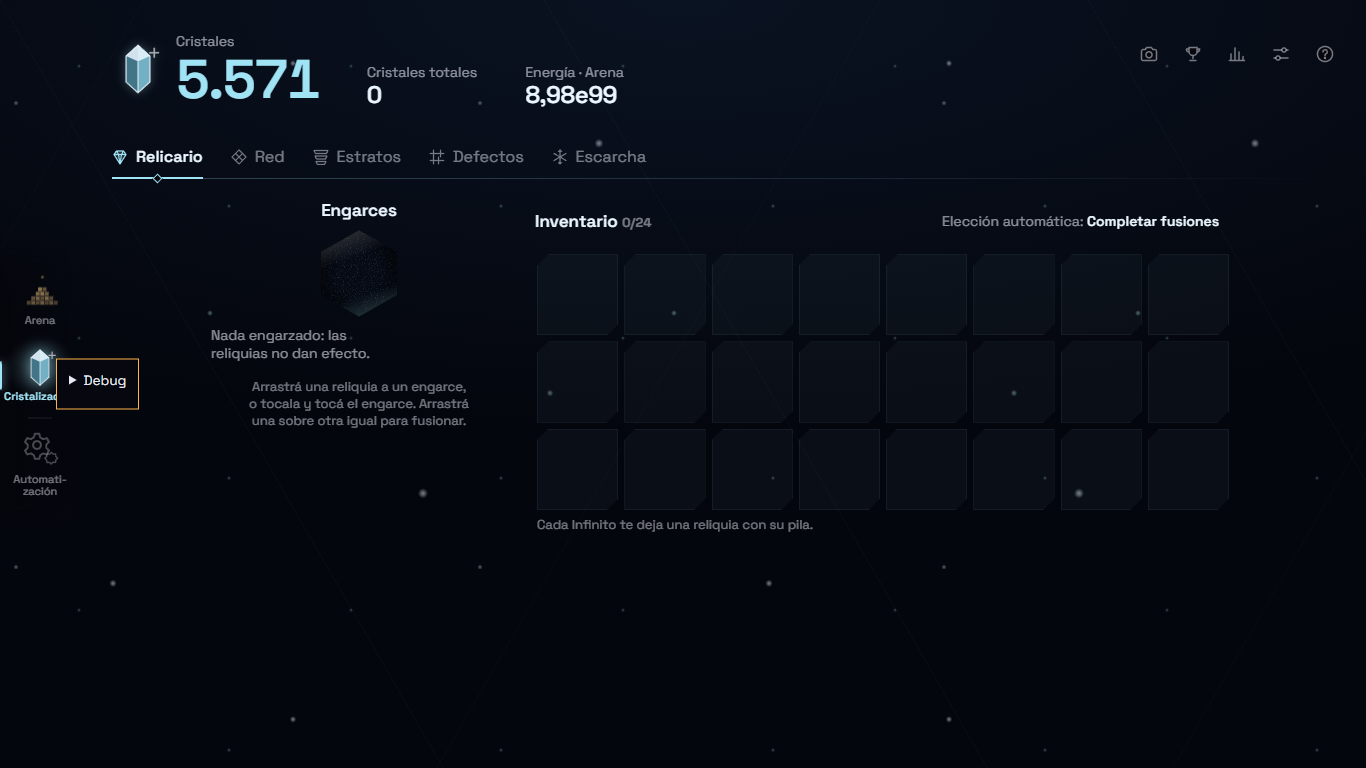 Cristales
5.571
Cristales totales
0
Energía · Arena
8,98e99
Relicario
Red
Estratos
Defectos
Escarcha
Engarces
Nada engarzado: las
reliquias no dan efecto.
Arrastrá una reliquia a un engarce,
o tocala y tocá el engarce. Arrastrá
una sobre otra igual para fusionar.
Inventario 0/24
Elección automática: Completar fusiones
Cada Infinito te deja una reliquia con su pila.
Arena
Cristalizac
Debug
Automati-
zación